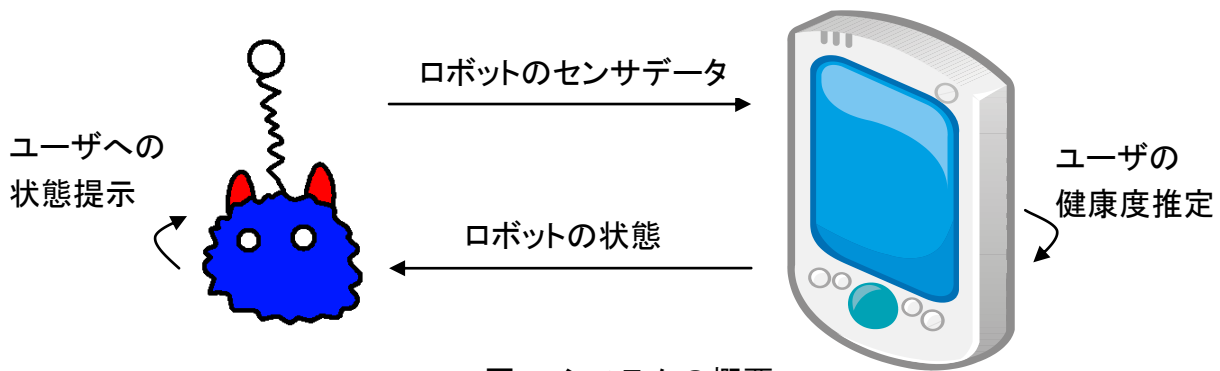 ロボットのセンサデータ
ユーザへの
状態提示
ユーザの
健康度推定
ロボットの状態